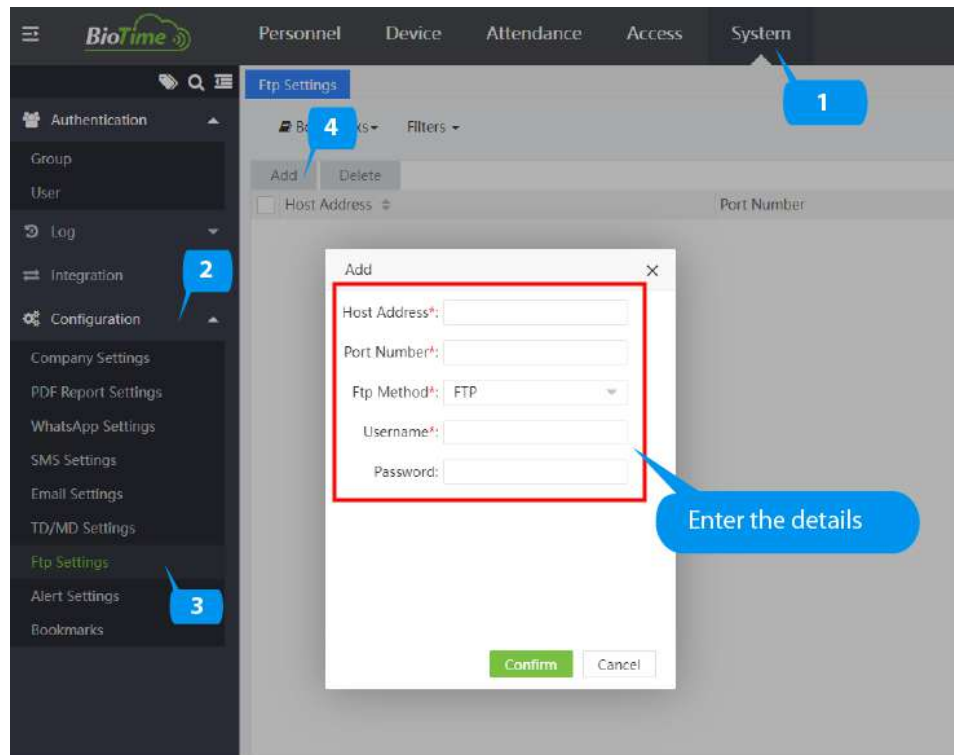 BioTime
Personnel Device Attendance Access System
1
Ftp Settings
4
Filters
Authentication
Group
User
Add Delete
Host Address Port Number
Log
Integration
2
Configuration
Company Settings
PDF Report Settings
WhatsApp Settings
SMS Settings
Email Settings
TD/MD Settings
Ftp Settings
3
Alert Settings
Bookmarks
Add
Host Address*:
Port Number*:
Ftp Method*: FTP
Username*:
Password:
Enter the details
Confirm Cancel